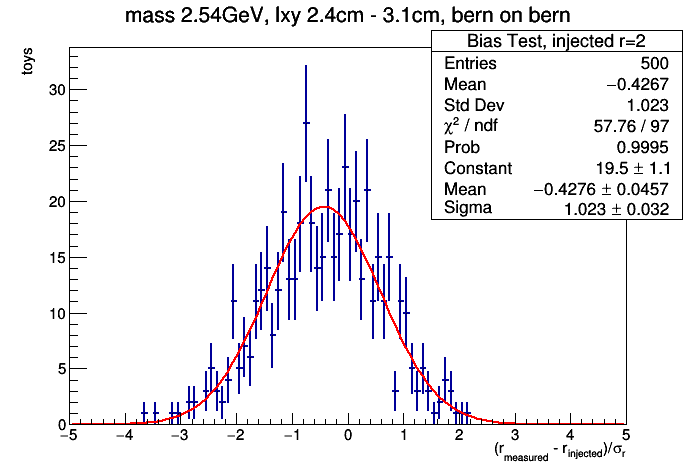 mass 2.54GeV, lxy 2.4cm - 3.1cm, bern on bern
toys
Bias Test, injected r=2
Entries 500
Mean −0.4267
Std Dev 1.023
χ² / ndf 57.76 / 97
Prob 0.9995
Constant 19.5 ± 1.1
Mean −0.4276 ± 0.0457
Sigma 1.023 ± 0.032
30
25
20
15
10
5
0
−5 −4 −3 −2 −1 0 1 2 3 4 5
(r_measured - r_injected)/σ_r